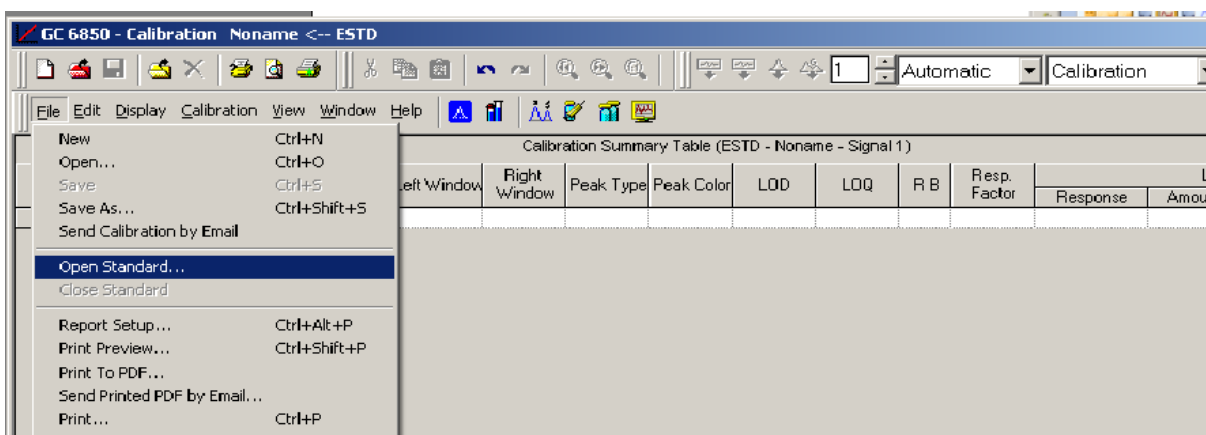 GC 6850 - Calibration Noname <-- ESTD
1 Automatic Calibration
File Edit Display Calibration View Window Help
Calibration Summary Table (ESTD - Noname - Signal 1)
Left Window Right Window Peak Type Peak Color LOD LOQ R B Resp. Factor
Response Amou
New Ctrl+N
Open... Ctrl+O
Save Ctrl+S
Save As... Ctrl+Shift+S
Send Calibration by Email
Open Standard...
Close Standard
Report Setup... Ctrl+Alt+P
Print Preview... Ctrl+Shift+P
Print To PDF...
Send Printed PDF by Email...
Print... Ctrl+P